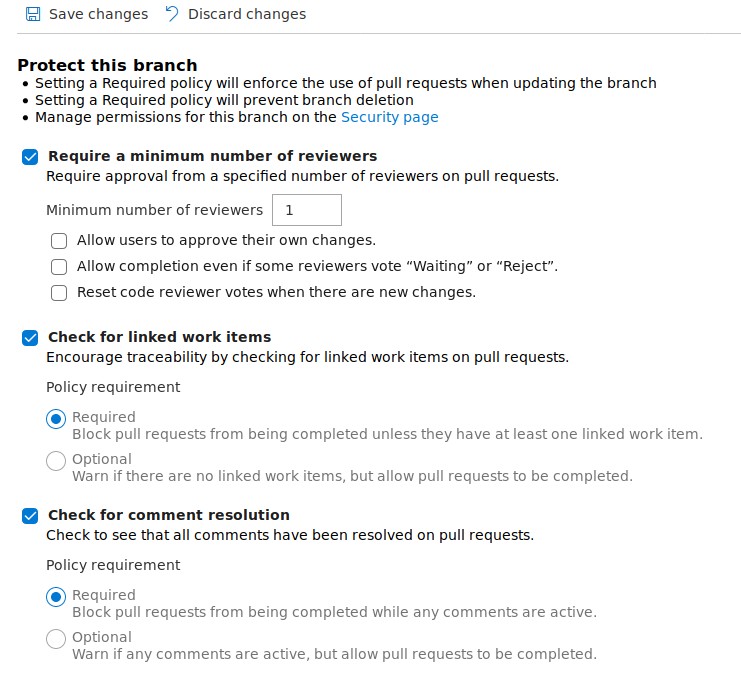 Save changes Discard changes
Protect this branch
• Setting a Required policy will enforce the use of pull requests when updating the branch
• Setting a Required policy will prevent branch deletion
• Manage permissions for this branch on the Security page
Require a minimum number of reviewers
Require approval from a specified number of reviewers on pull requests.
Minimum number of reviewers 1
Allow users to approve their own changes.
Allow completion even if some reviewers vote “Waiting” or “Reject”.
Reset code reviewer votes when there are new changes.
Check for linked work items
Encourage traceability by checking for linked work items on pull requests.
Policy requirement
Required
Block pull requests from being completed unless they have at least one linked work item.
Optional
Warn if there are no linked work items, but allow pull requests to be completed.
Check for comment resolution
Check to see that all comments have been resolved on pull requests.
Policy requirement
Required
Block pull requests from being completed while any comments are active.
Optional
Warn if any comments are active, but allow pull requests to be completed.